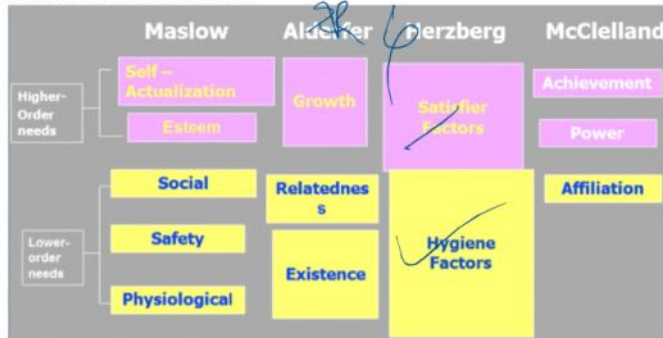 Maslow
Alderfer
Herzberg
McClelland
Higher-
Order
needs
Self –
Actualization
Esteem
Growth
Satisfier
Factors
Achievement
Power
Lower-
order
needs
Social
Safety
Physiological
Relatednes
s
Existence
Hygiene
Factors
Affiliation